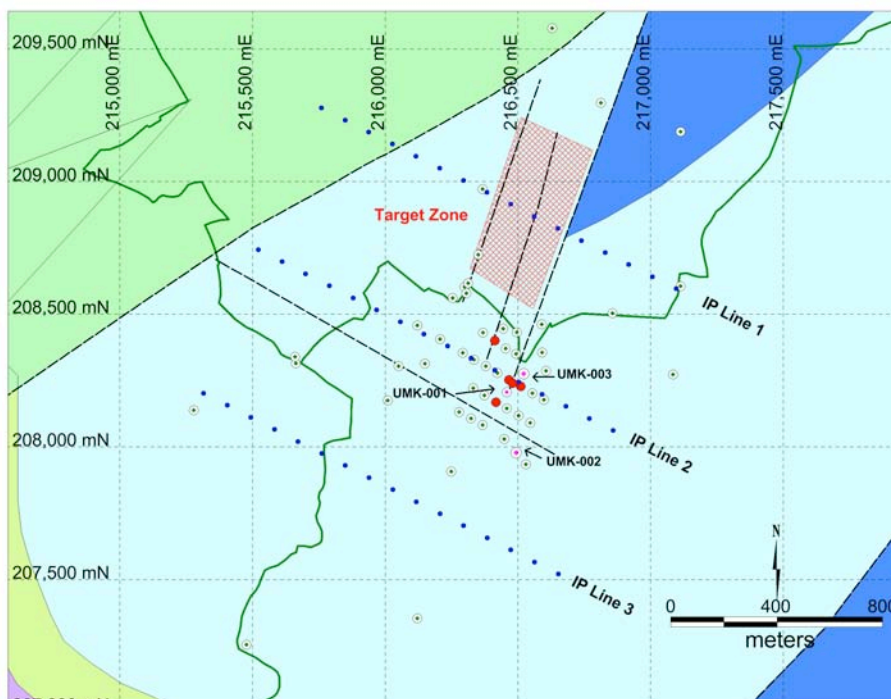 209,500 mN
215,000 mE
215,500 mE
216,000 mE
216,500 mE
217,000 mE
217,500 mE
209,000 mN
Target Zone
208,500 mN
IP Line 1
UMK-003
UMK-001
208,000 mN
IP Line 2
UMK-002
N
207,500 mN
IP Line 3
0 400 800
meters